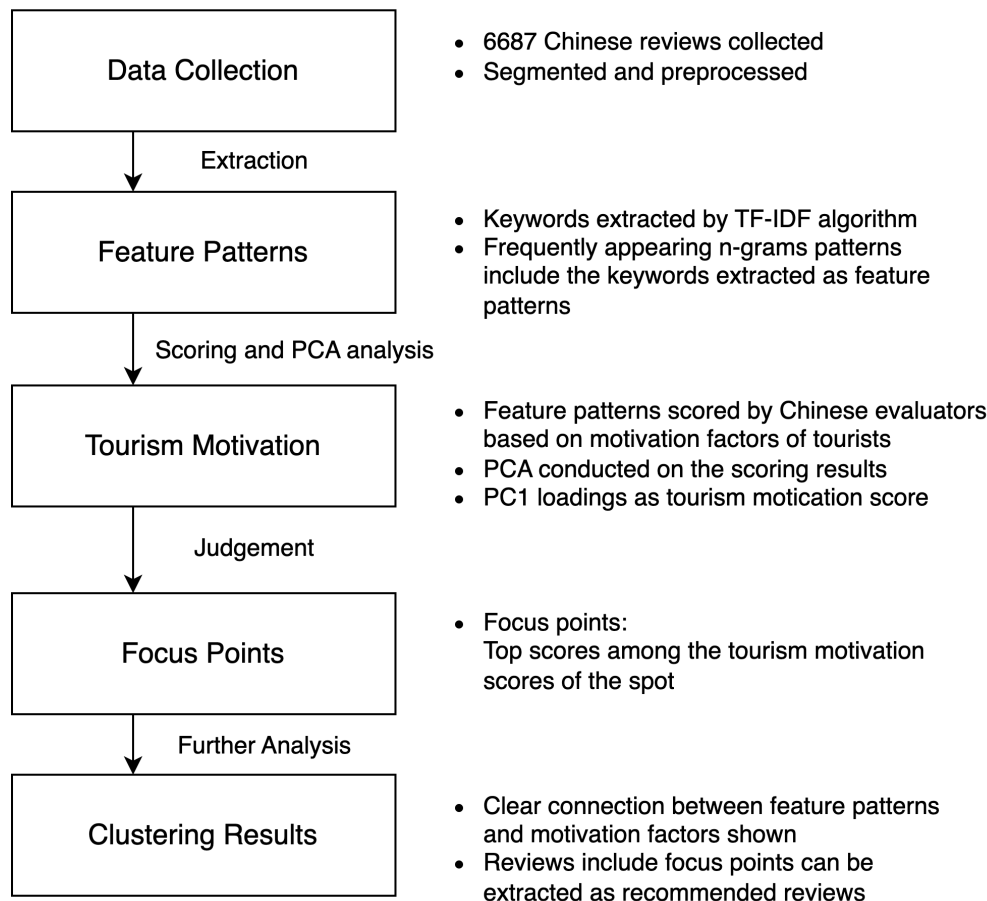 Data Collection
• 6687 Chinese reviews collected
• Segmented and preprocessed
Extraction
Feature Patterns
• Keywords extracted by TF-IDF algorithm
• Frequently appearing n-grams patterns
include the keywords extracted as feature
patterns
Scoring and PCA analysis
Tourism Motivation
• Feature patterns scored by Chinese evaluators
based on motivation factors of tourists
• PCA conducted on the scoring results
• PC1 loadings as tourism motication score
Judgement
Focus Points
• Focus points:
Top scores among the tourism motivation
scores of the spot
Further Analysis
Clustering Results
• Clear connection between feature patterns
and motivation factors shown
• Reviews include focus points can be
extracted as recommended reviews